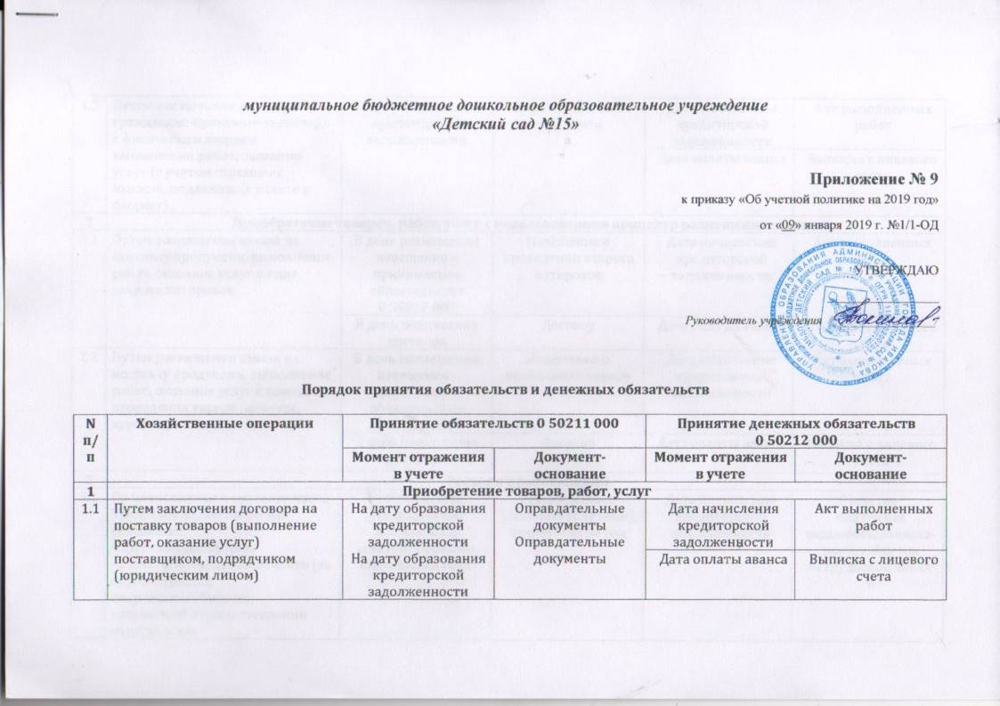 муниципальное бюджетное дошкольное образовательное учреждение
«Детский сад №15»
Приложение № 9
к приказу «Об учетной политике на 2019 год»
от «09» января 2019 г. №1/1-ОД
УТВЕРЖДАЮ
Руководитель учреждения
Порядок принятия обязательств и денежных обязательств
N п/п
Хозяйственные операции
Принятие обязательств 0 50211 000
Принятие денежных обязательств
0 50212 000
Момент отражения
в учете
Документ-
основание
Момент отражения
в учете
Документ-
основание
1
Приобретение товаров, работ, услуг
1.1
Путем заключения договора на
поставку товаров (выполнение
работ, оказание услуг)
поставщиком, подрядчиком
(юридическим лицом)
На дату образования
кредиторской
задолженности
На дату образования
кредиторской
задолженности
Оправдательные
документы
Оправдательные
документы
Дата начисления
кредиторской
задолженности
Акт выполненных
работ
Дата оплаты аванса
Выписка с лицевого
счета